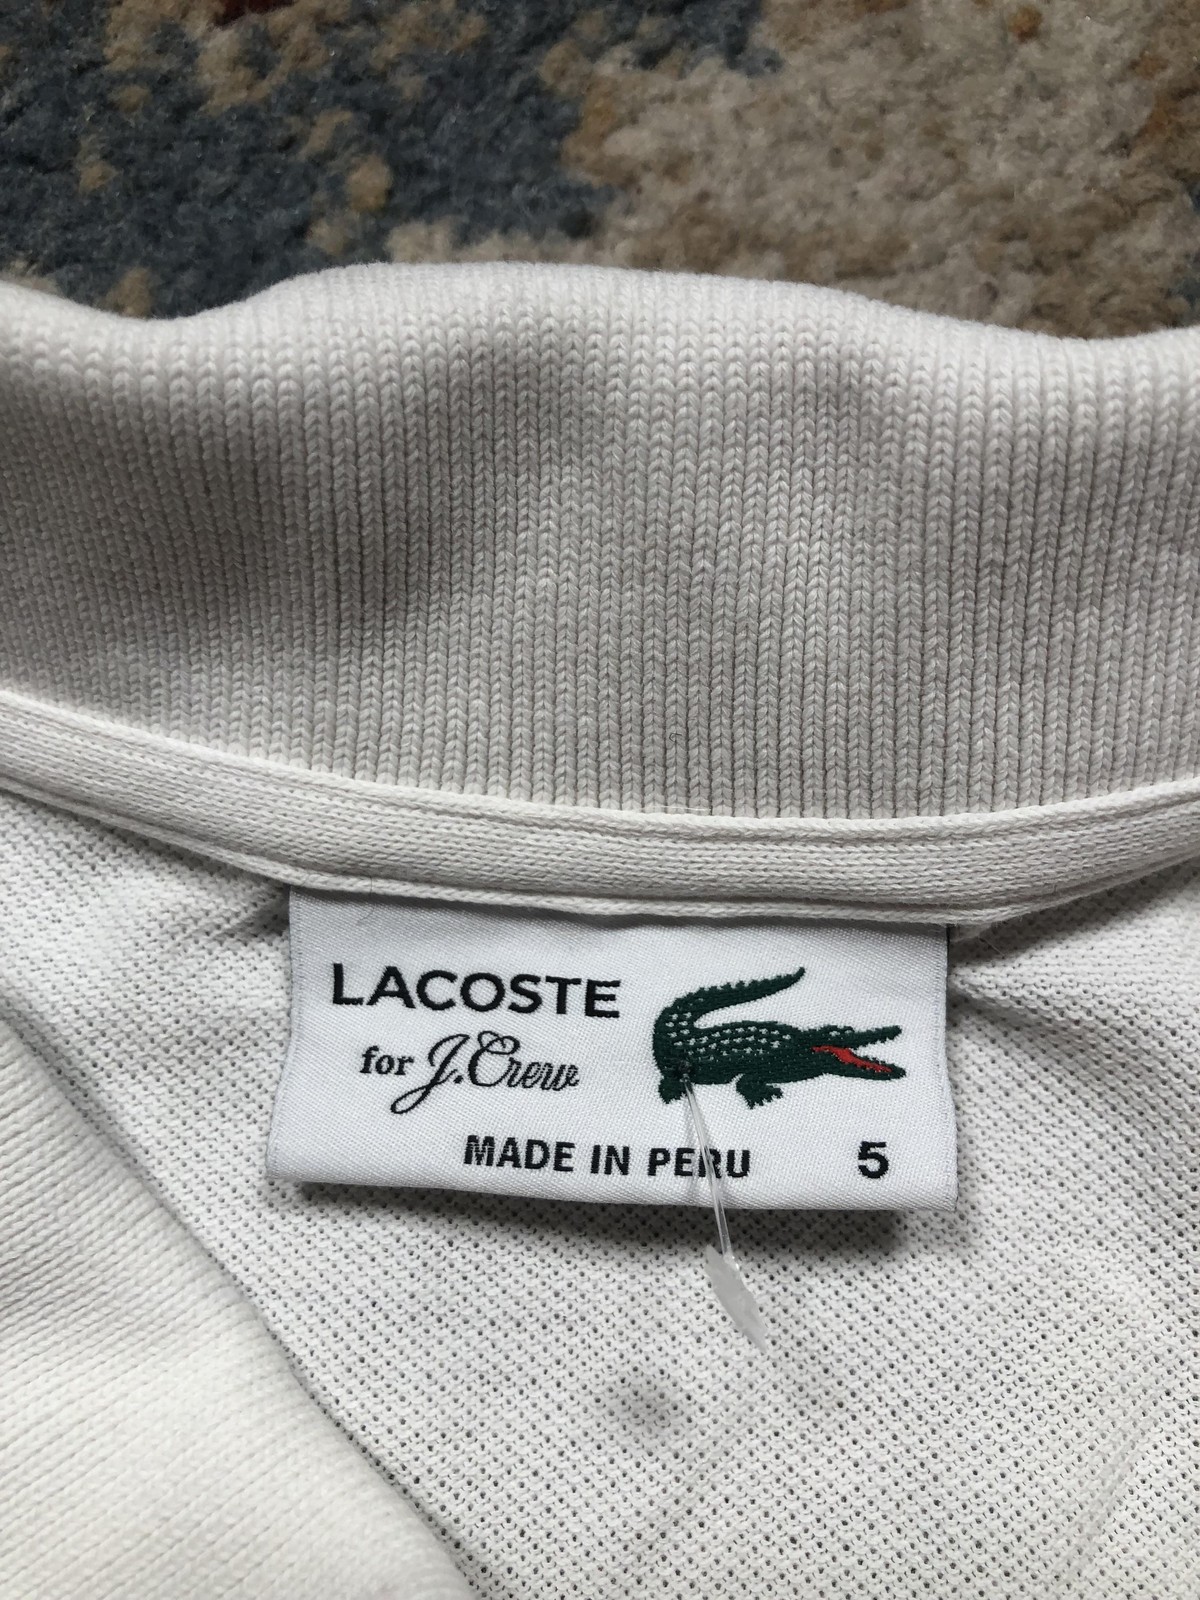 LACOSTE
for J.Crew
MADE IN PERU 5